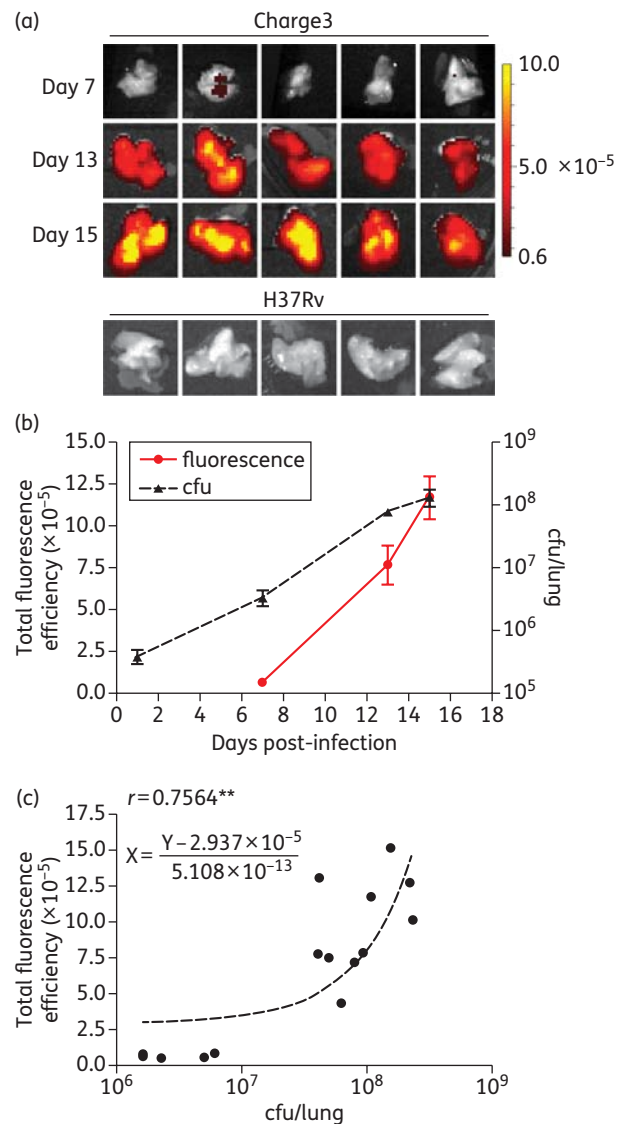 (a)
Charge3
Day 7
Day 13
Day 15
10.0
5.0 ×10⁻⁵
0.6
H37Rv
(b)
15.0
12.5
10.0
7.5
5.0
2.5
0.0
Total fluorescence
efficiency (×10⁻⁵)
fluorescence
cfu
10⁹
10⁸
10⁷
10⁶
10⁵
cfu/lung
0 2 4 6 8 10 12 14 16 18
Days post-infection
(c)
r=0.7564**
X= Y−2.937×10⁻⁵
5.108×10⁻¹³
17.5
15.0
12.5
10.0
7.5
5.0
2.5
0.0
Total fluorescence
efficiency (×10⁻⁵)
10⁶ 10⁷ 10⁸ 10⁹
cfu/lung